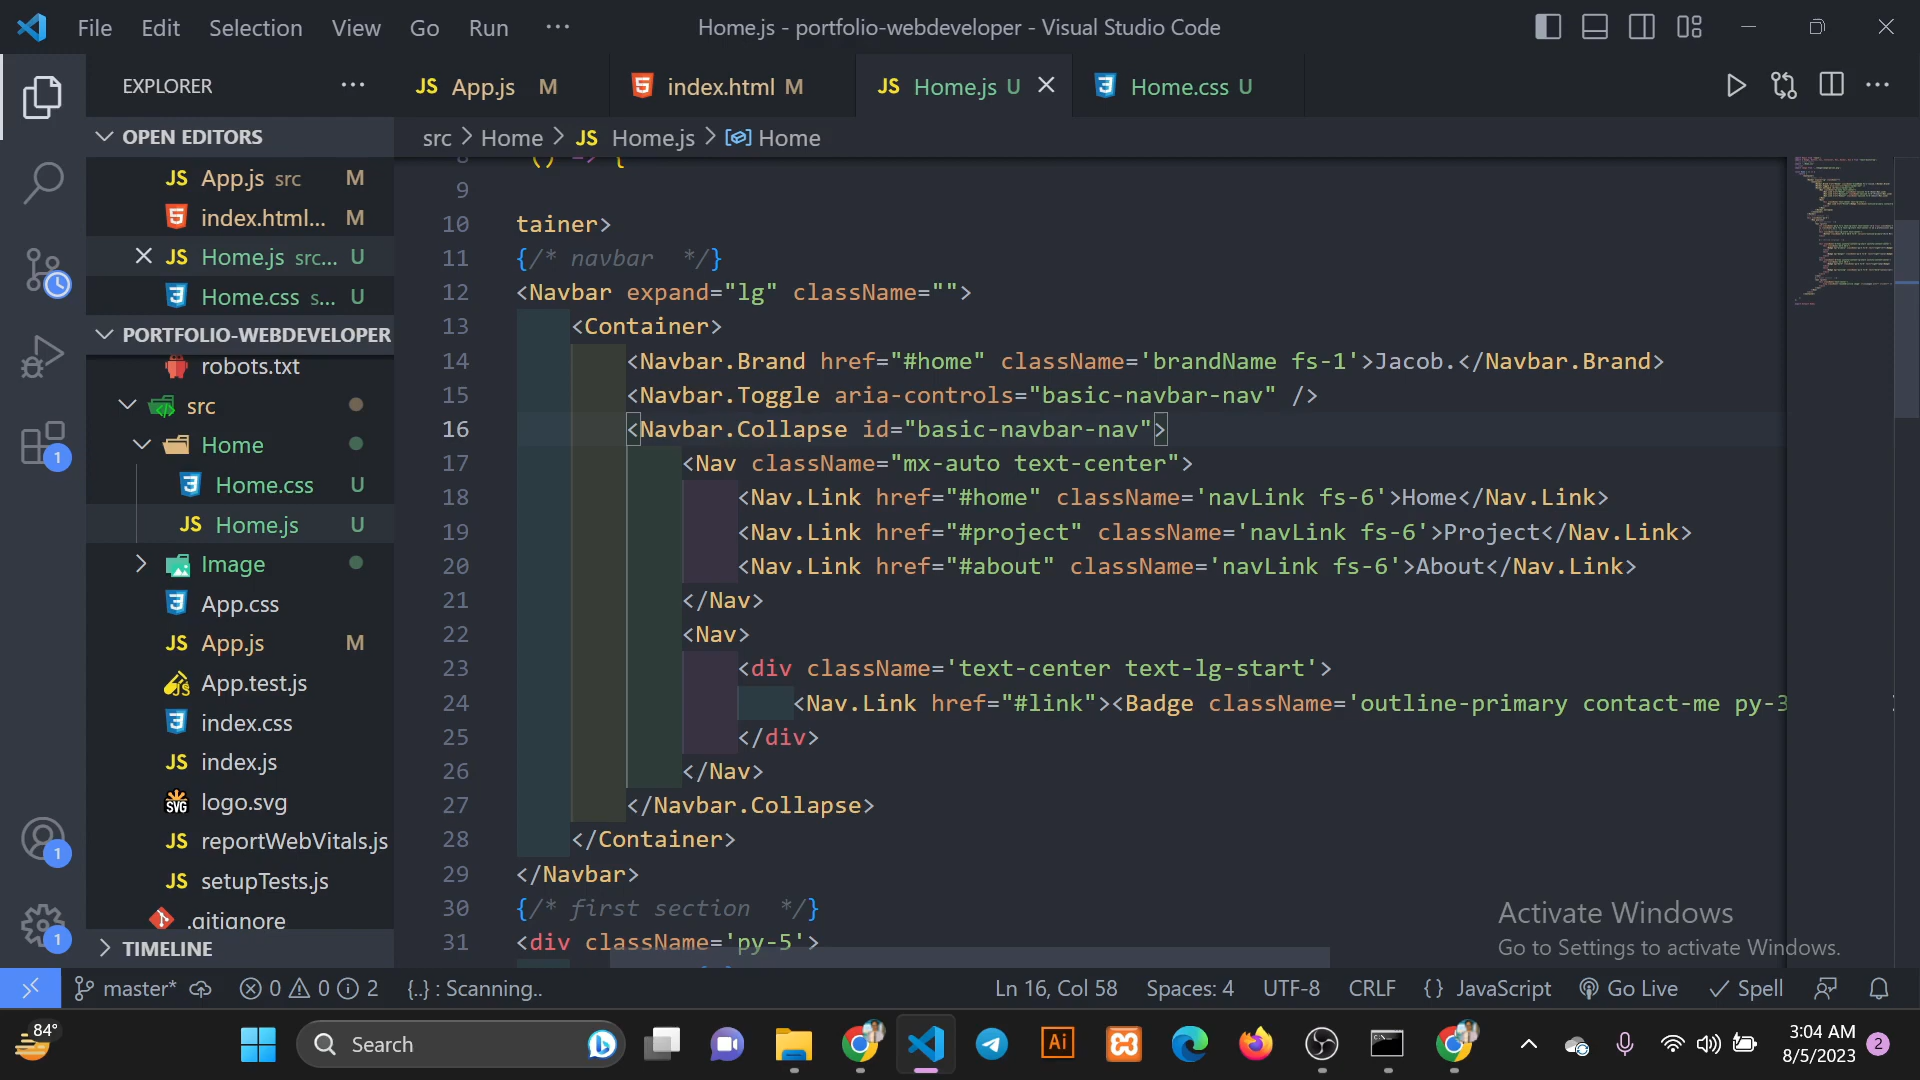 File Edit Selection View Go Run ··· Home.js - portfolio-webdeveloper - Visual Studio Code
EXPLORER ···
JS App.js M
index.html M
JS Home.js U
Home.css U
OPEN EDITORS
JS App.js src M
index.html... M
JS Home.js src... U
Home.css s... U
PORTFOLIO-WEBDEVELOPER
robots.txt
src
Home
Home.css U
JS Home.js U
Image
App.css
JS App.js M
App.test.js
index.css
JS index.js
SVG logo.svg
JS reportWebVitals.js
JS setupTests.js
.gitignore
TIMELINE
1
1
1
src > Home > JS Home.js > Home
8 () => {
9
10 tainer>
11 {/* navbar  */}
12 <Navbar expand="lg" className="">
13 <Container>
14 <Navbar.Brand href="#home" className='brandName fs-1'>Jacob.</Navbar.Brand>
15 <Navbar.Toggle aria-controls="basic-navbar-nav" />
16 <Navbar.Collapse id="basic-navbar-nav">
17 <Nav className="mx-auto text-center">
18 <Nav.Link href="#home" className='navLink fs-6'>Home</Nav.Link>
19 <Nav.Link href="#project" className='navLink fs-6'>Project</Nav.Link>
20 <Nav.Link href="#about" className='navLink fs-6'>About</Nav.Link>
21 </Nav>
22 <Nav>
23 <div className='text-center text-lg-start'>
24 <Nav.Link href="#link"><Badge className='outline-primary contact-me py-3
25 </div>
26 </Nav>
27 </Navbar.Collapse>
28 </Container>
29 </Navbar>
30 {/* first section  */}
31 <div className='py-5'>
Activate Windows
Go to Settings to activate Windows.
master* 0 0 2 {..} : Scanning.. Ln 16, Col 58 Spaces: 4 UTF-8 CRLF {} JavaScript Go Live Spell
84°
Search
Ai
3:04 AM
8/5/2023
2